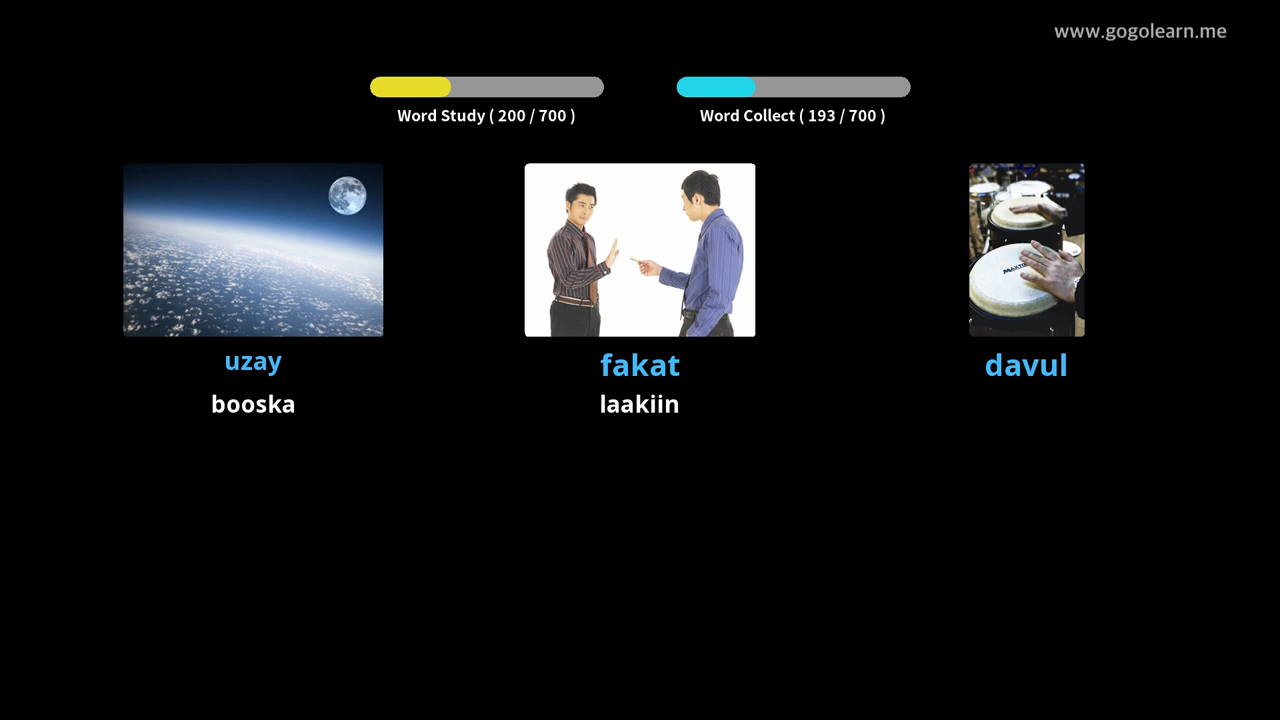 www.gogolearn.me
Word Study ( 200 / 700 )
Word Collect ( 193 / 700 )
uzay
fakat
davul
booska
laakiin